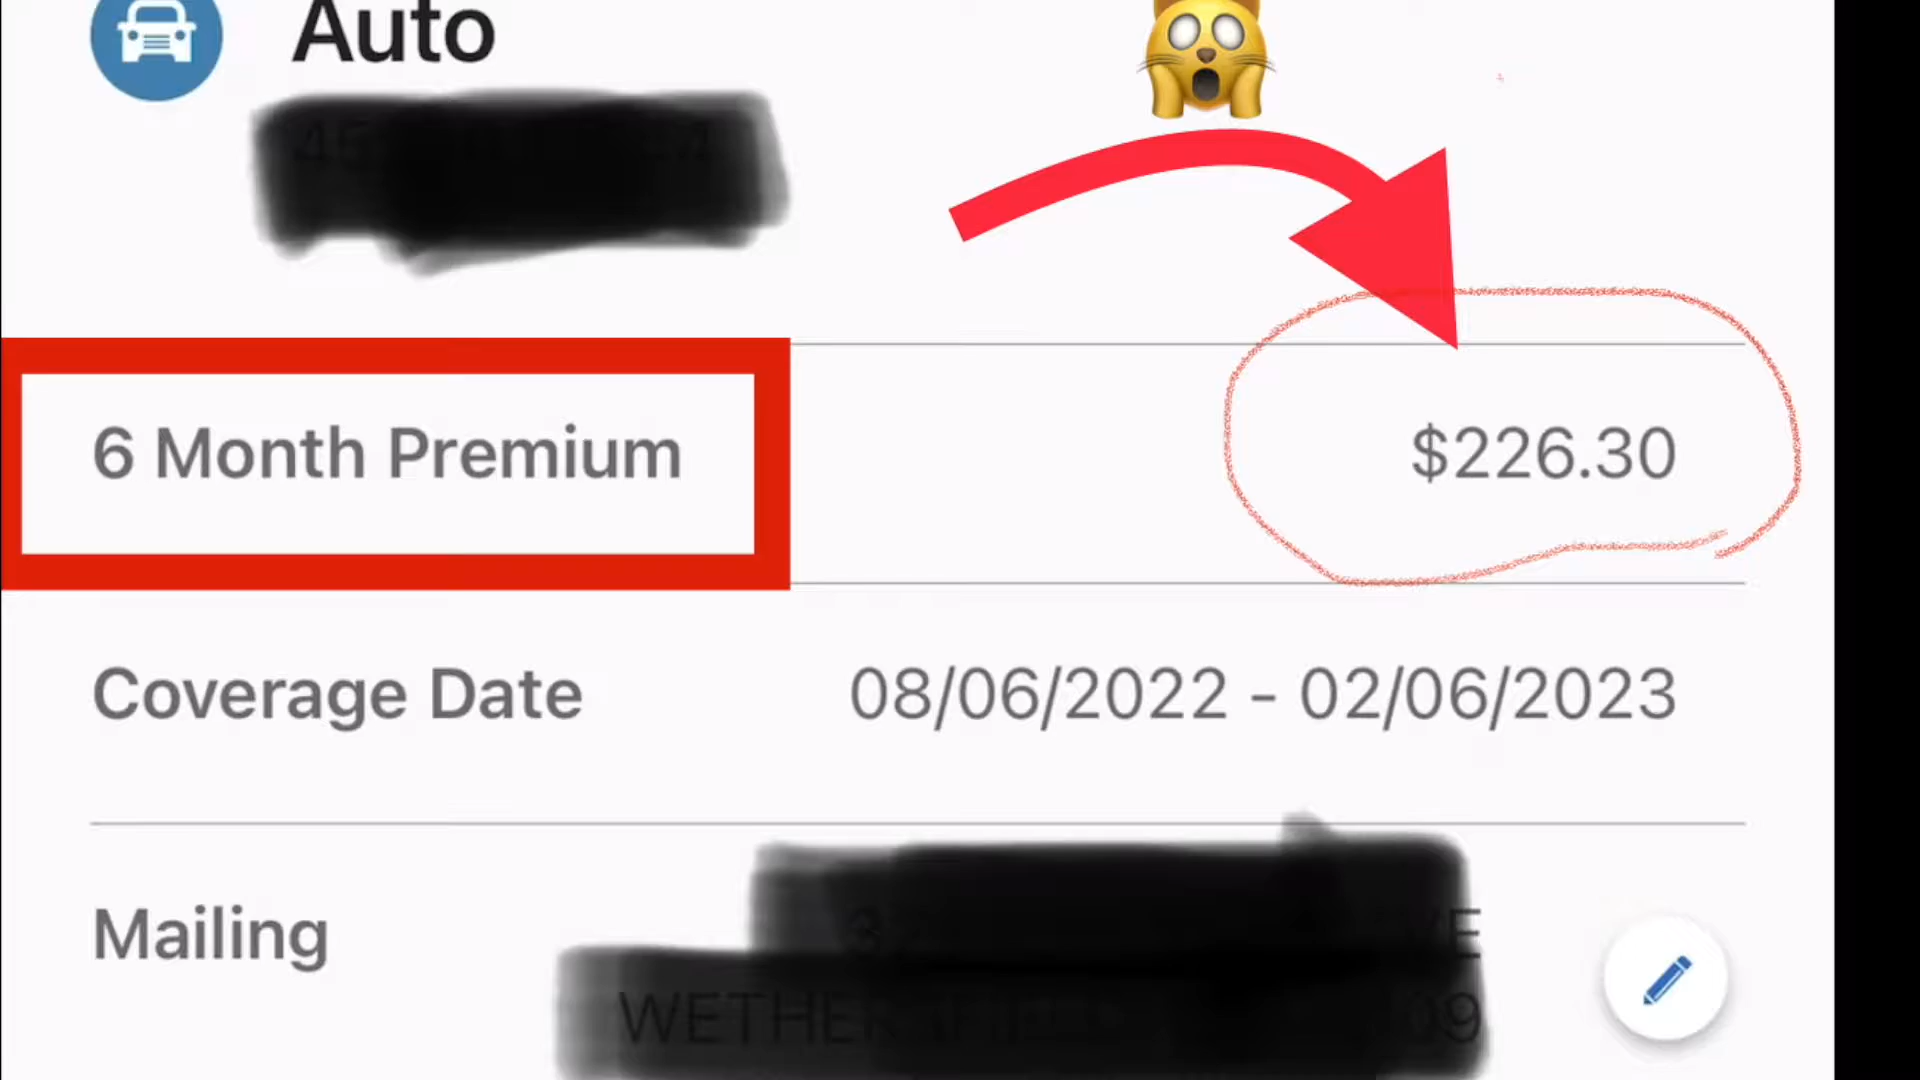 Auto
6 Month Premium $226.30
Coverage Date 08/06/2022 - 02/06/2023
Mailing